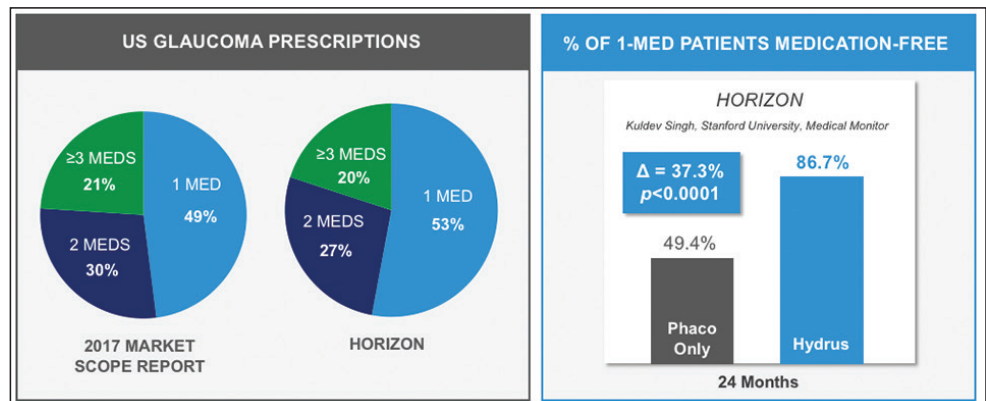 US GLAUCOMA PRESCRIPTIONS
≥3 MEDS
21%
1 MED
49%
2 MEDS
30%
2017 MARKET
SCOPE REPORT
≥3 MEDS
20%
1 MED
53%
2 MEDS
27%
HORIZON
% OF 1-MED PATIENTS MEDICATION-FREE
HORIZON
Kuldev Singh, Stanford University, Medical Monitor
Δ = 37.3%
p<0.0001
86.7%
49.4%
Phaco
Only
Hydrus
24 Months